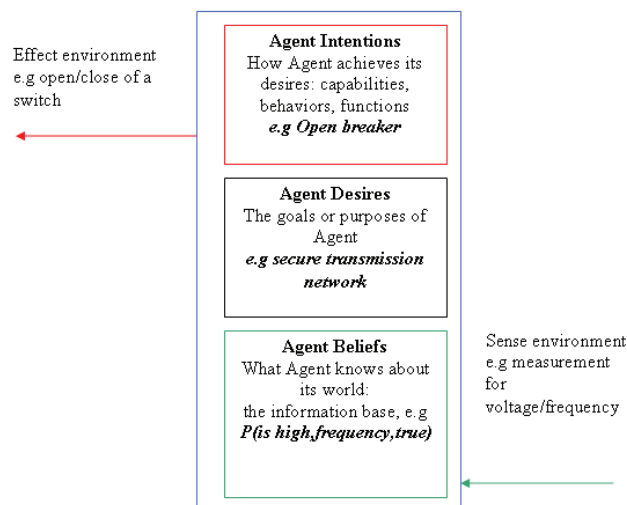 Effect environment
e.g open/close of a
switch
Agent Intentions
How Agent achieves its
desires: capabilities,
behaviors, functions
e.g Open breaker
Agent Desires
The goals or purposes of
Agent
e.g secure transmission
network
Agent Beliefs
What Agent knows about
its world:
the information base, e.g
P(is high,frequency,true)
Sense environment
e.g measurement
for
voltage/frequency